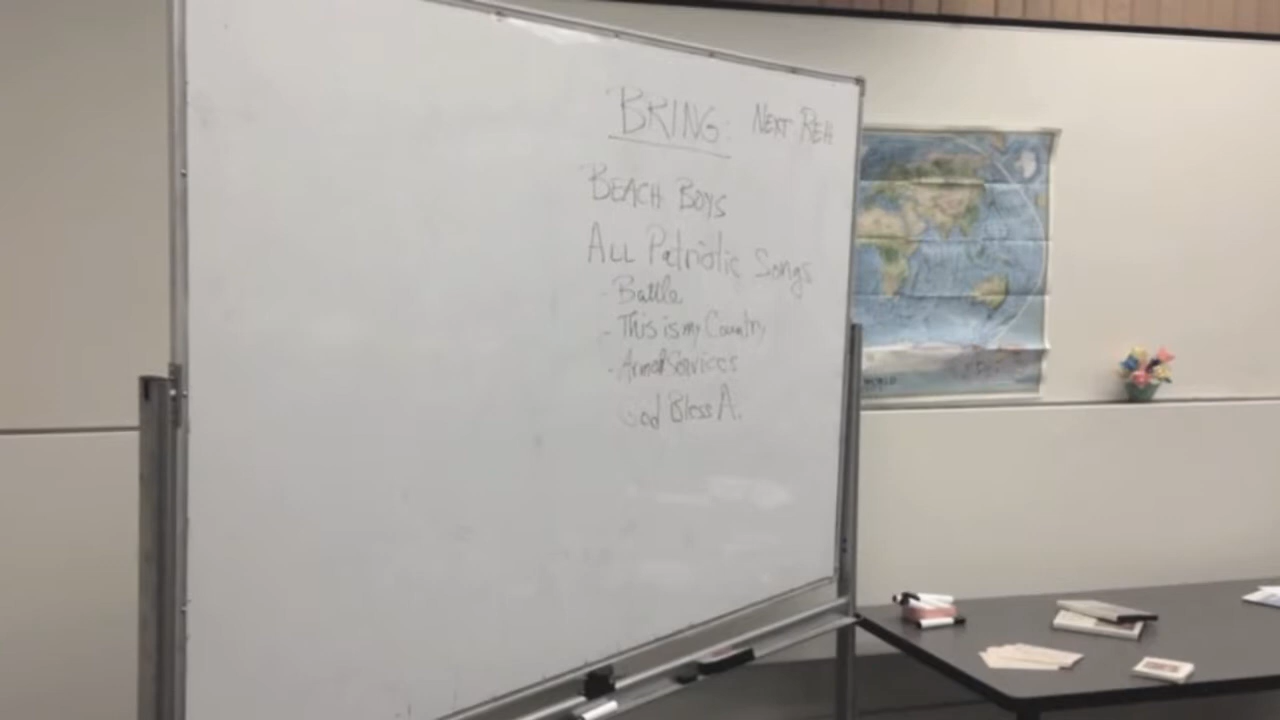 BRING: NEXT REH
BEACH BOYS
ALL Patriotic Songs
- Battle
- This is my Country
- Armed Services
God Bless A.